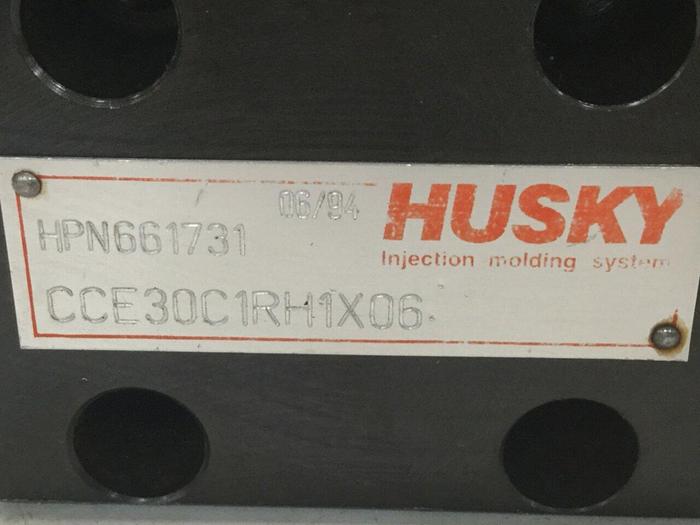 06/94
HUSKY
HPN661731
Injection molding system
CCE30C1RH1X06